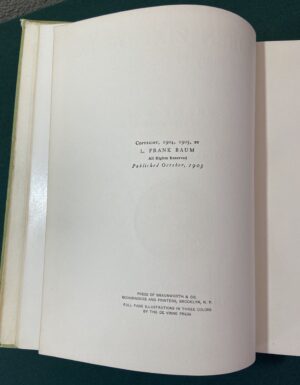 Copyright, 1904, 1905, by
L. FRANK BAUM
All Rights Reserved
Published October, 1905
PRESS OF BRAUNWORTH & CO.
BOOKBINDERS AND PRINTERS, BROOKLYN, N. Y.
FULL PAGE ILLUSTRATIONS IN THREE COLORS
BY THE DE VINNE PRESS